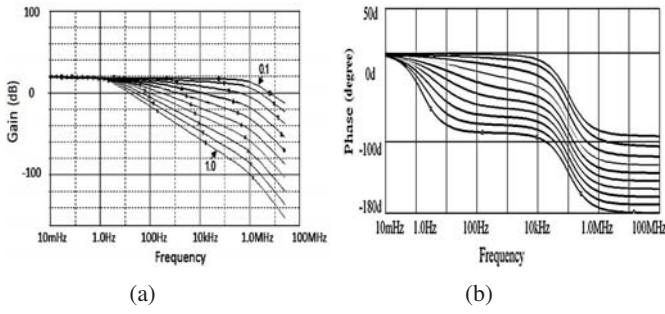 100
0
-100
Gain (dB)
0.1
1.0
10mHz 1.0Hz 100Hz 10kHz 1.0MHz 100MHz
Frequency
(a)
50d
0d
-100d
-180d
Phase (degree)
10mHz 1.0Hz 100Hz 10kHz 1.0MHz 100MHz
Frequency
(b)